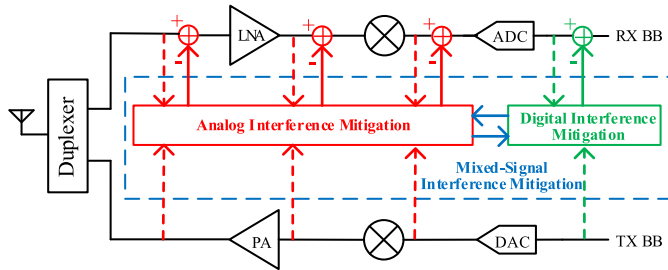 +
LNA
+
+
ADC
+
RX BB
-
-
-
-
Duplexer
Analog Interference Mitigation
Digital Interference
Mitigation
Mixed-Signal
Interference Mitigation
PA
DAC
TX BB